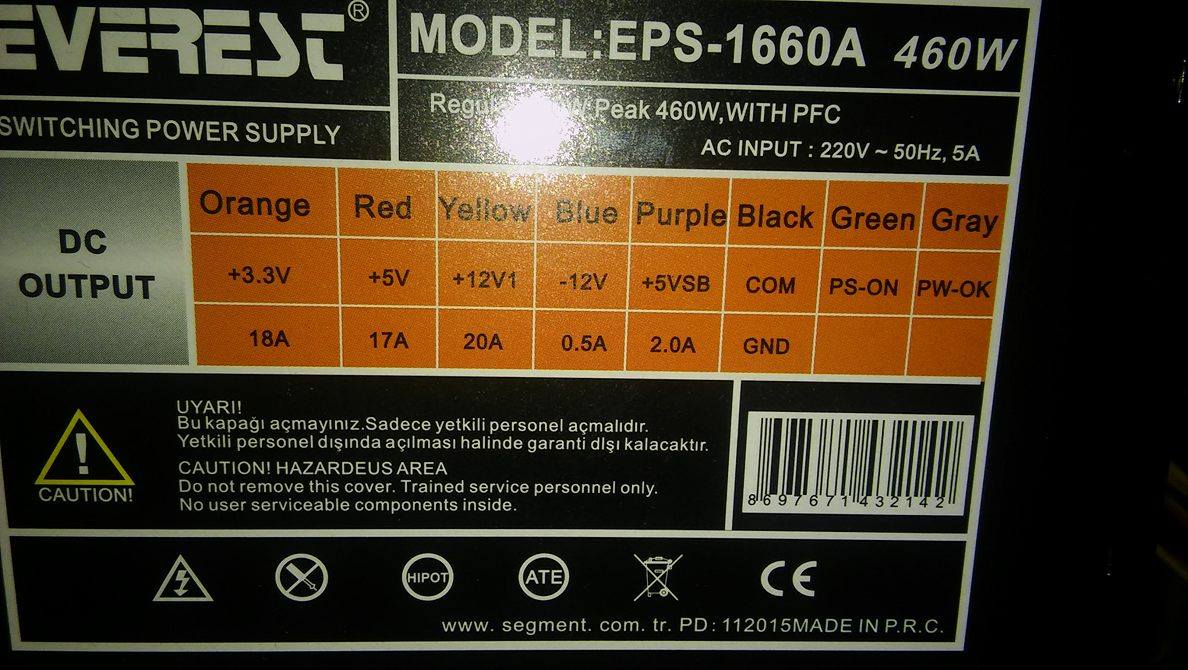 EVEREST®
MODEL:EPS-1660A 460W
SWITCHING POWER SUPPLY
Peak 460W,WITH PFC
AC INPUT : 220V ~ 50Hz, 5A
DC OUTPUT
Orange Red Yellow Blue Purple Black Green Gray
+3.3V +5V +12V1 -12V +5VSB COM PS-ON PW-OK
18A 17A 20A 0.5A 2.0A GND
UYARI!
Bu kapağı açmayınız.Sadece yetkili personel açmalıdır.
Yetkili personel dışında açılması halinde garanti dlşı kalacaktır.
CAUTION! HAZARDEUS AREA
Do not remove this cover. Trained service personnel only.
No user serviceable components inside.
CAUTION!
8697671432142
HIPOT
ATE
CE
www. segment. com. tr. PD : 112015MADE IN P.R.C.